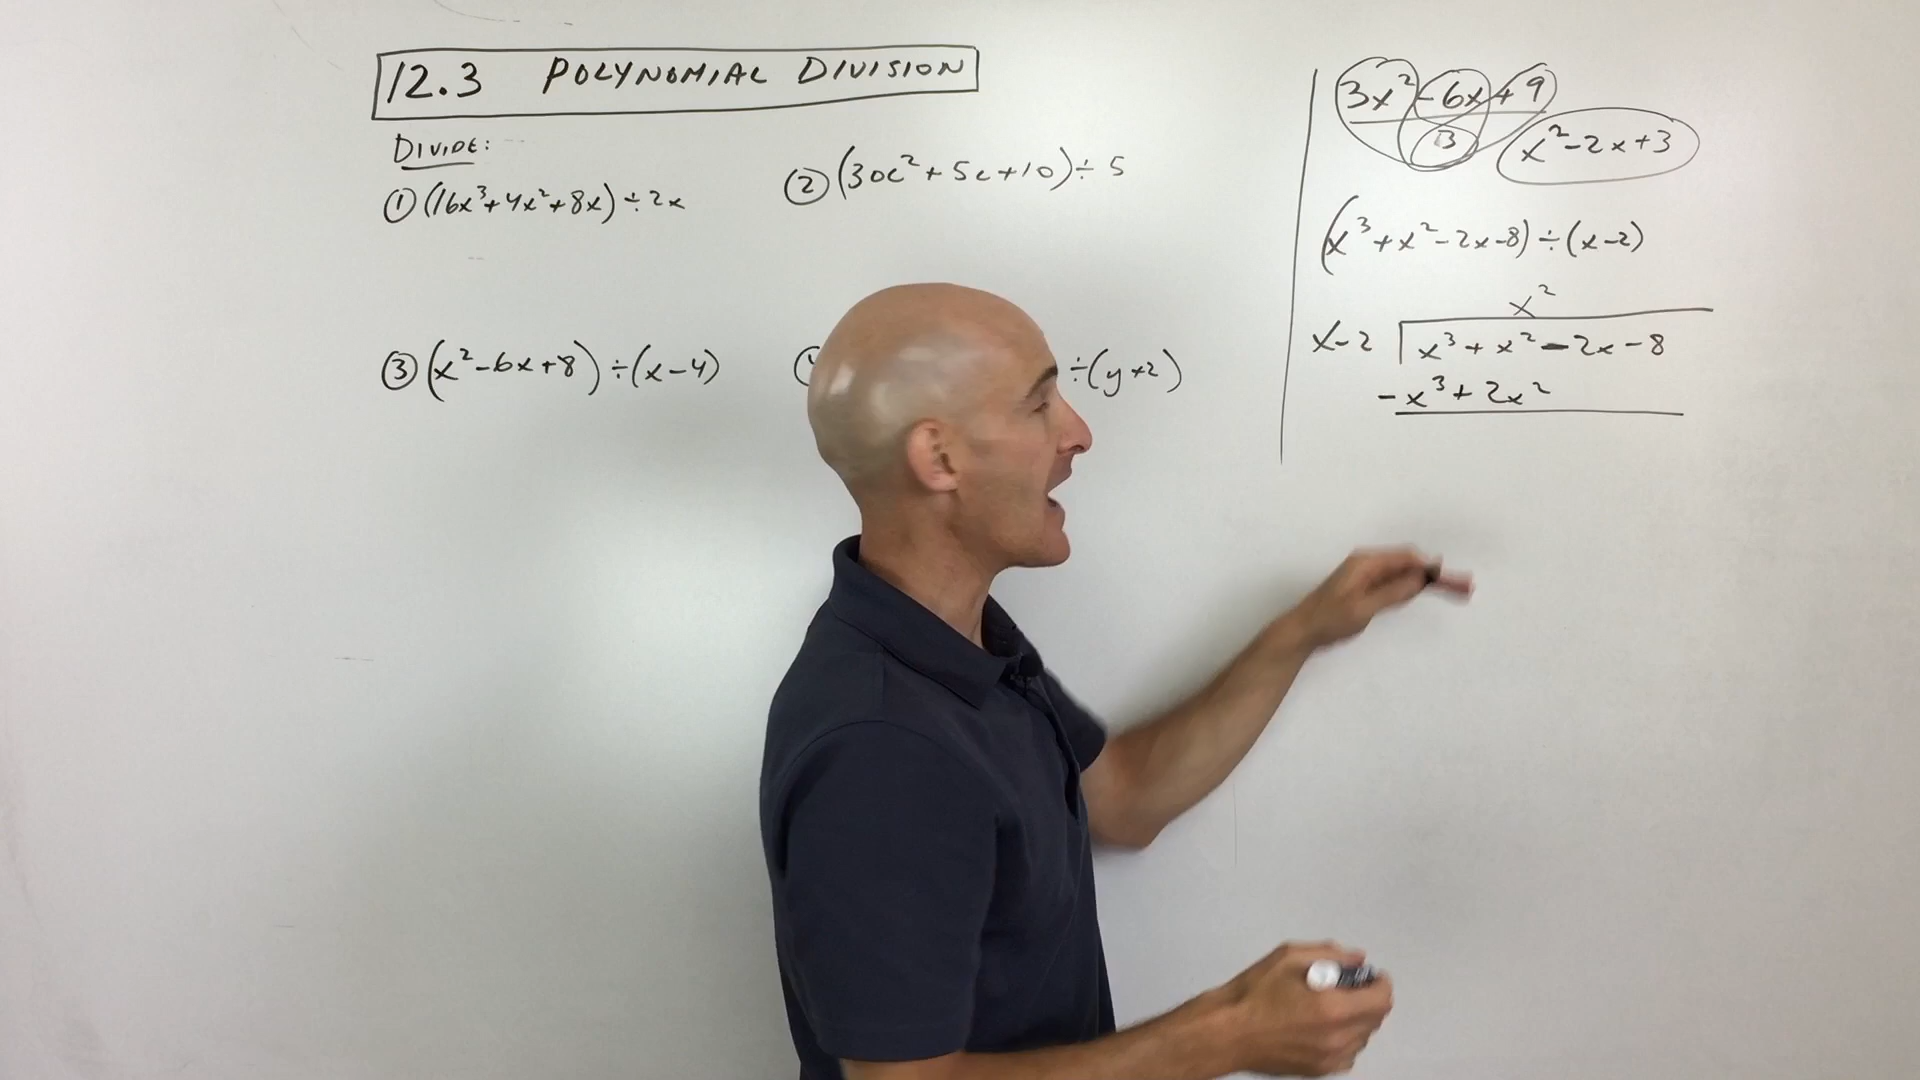 12.3 POLYNOMIAL DIVISION
DIVIDE:
① (16x³+4x²+8x)÷2x
② (30c²+5c+10)÷5
③ (x²-6x+8)÷(x-4)
÷(y+2)
3x²-6x+9
3
x²-2x+3
(x³+x²-2x-8)÷(x-2)
x²
x-2 x³+x²-2x-8
-x³+2x²